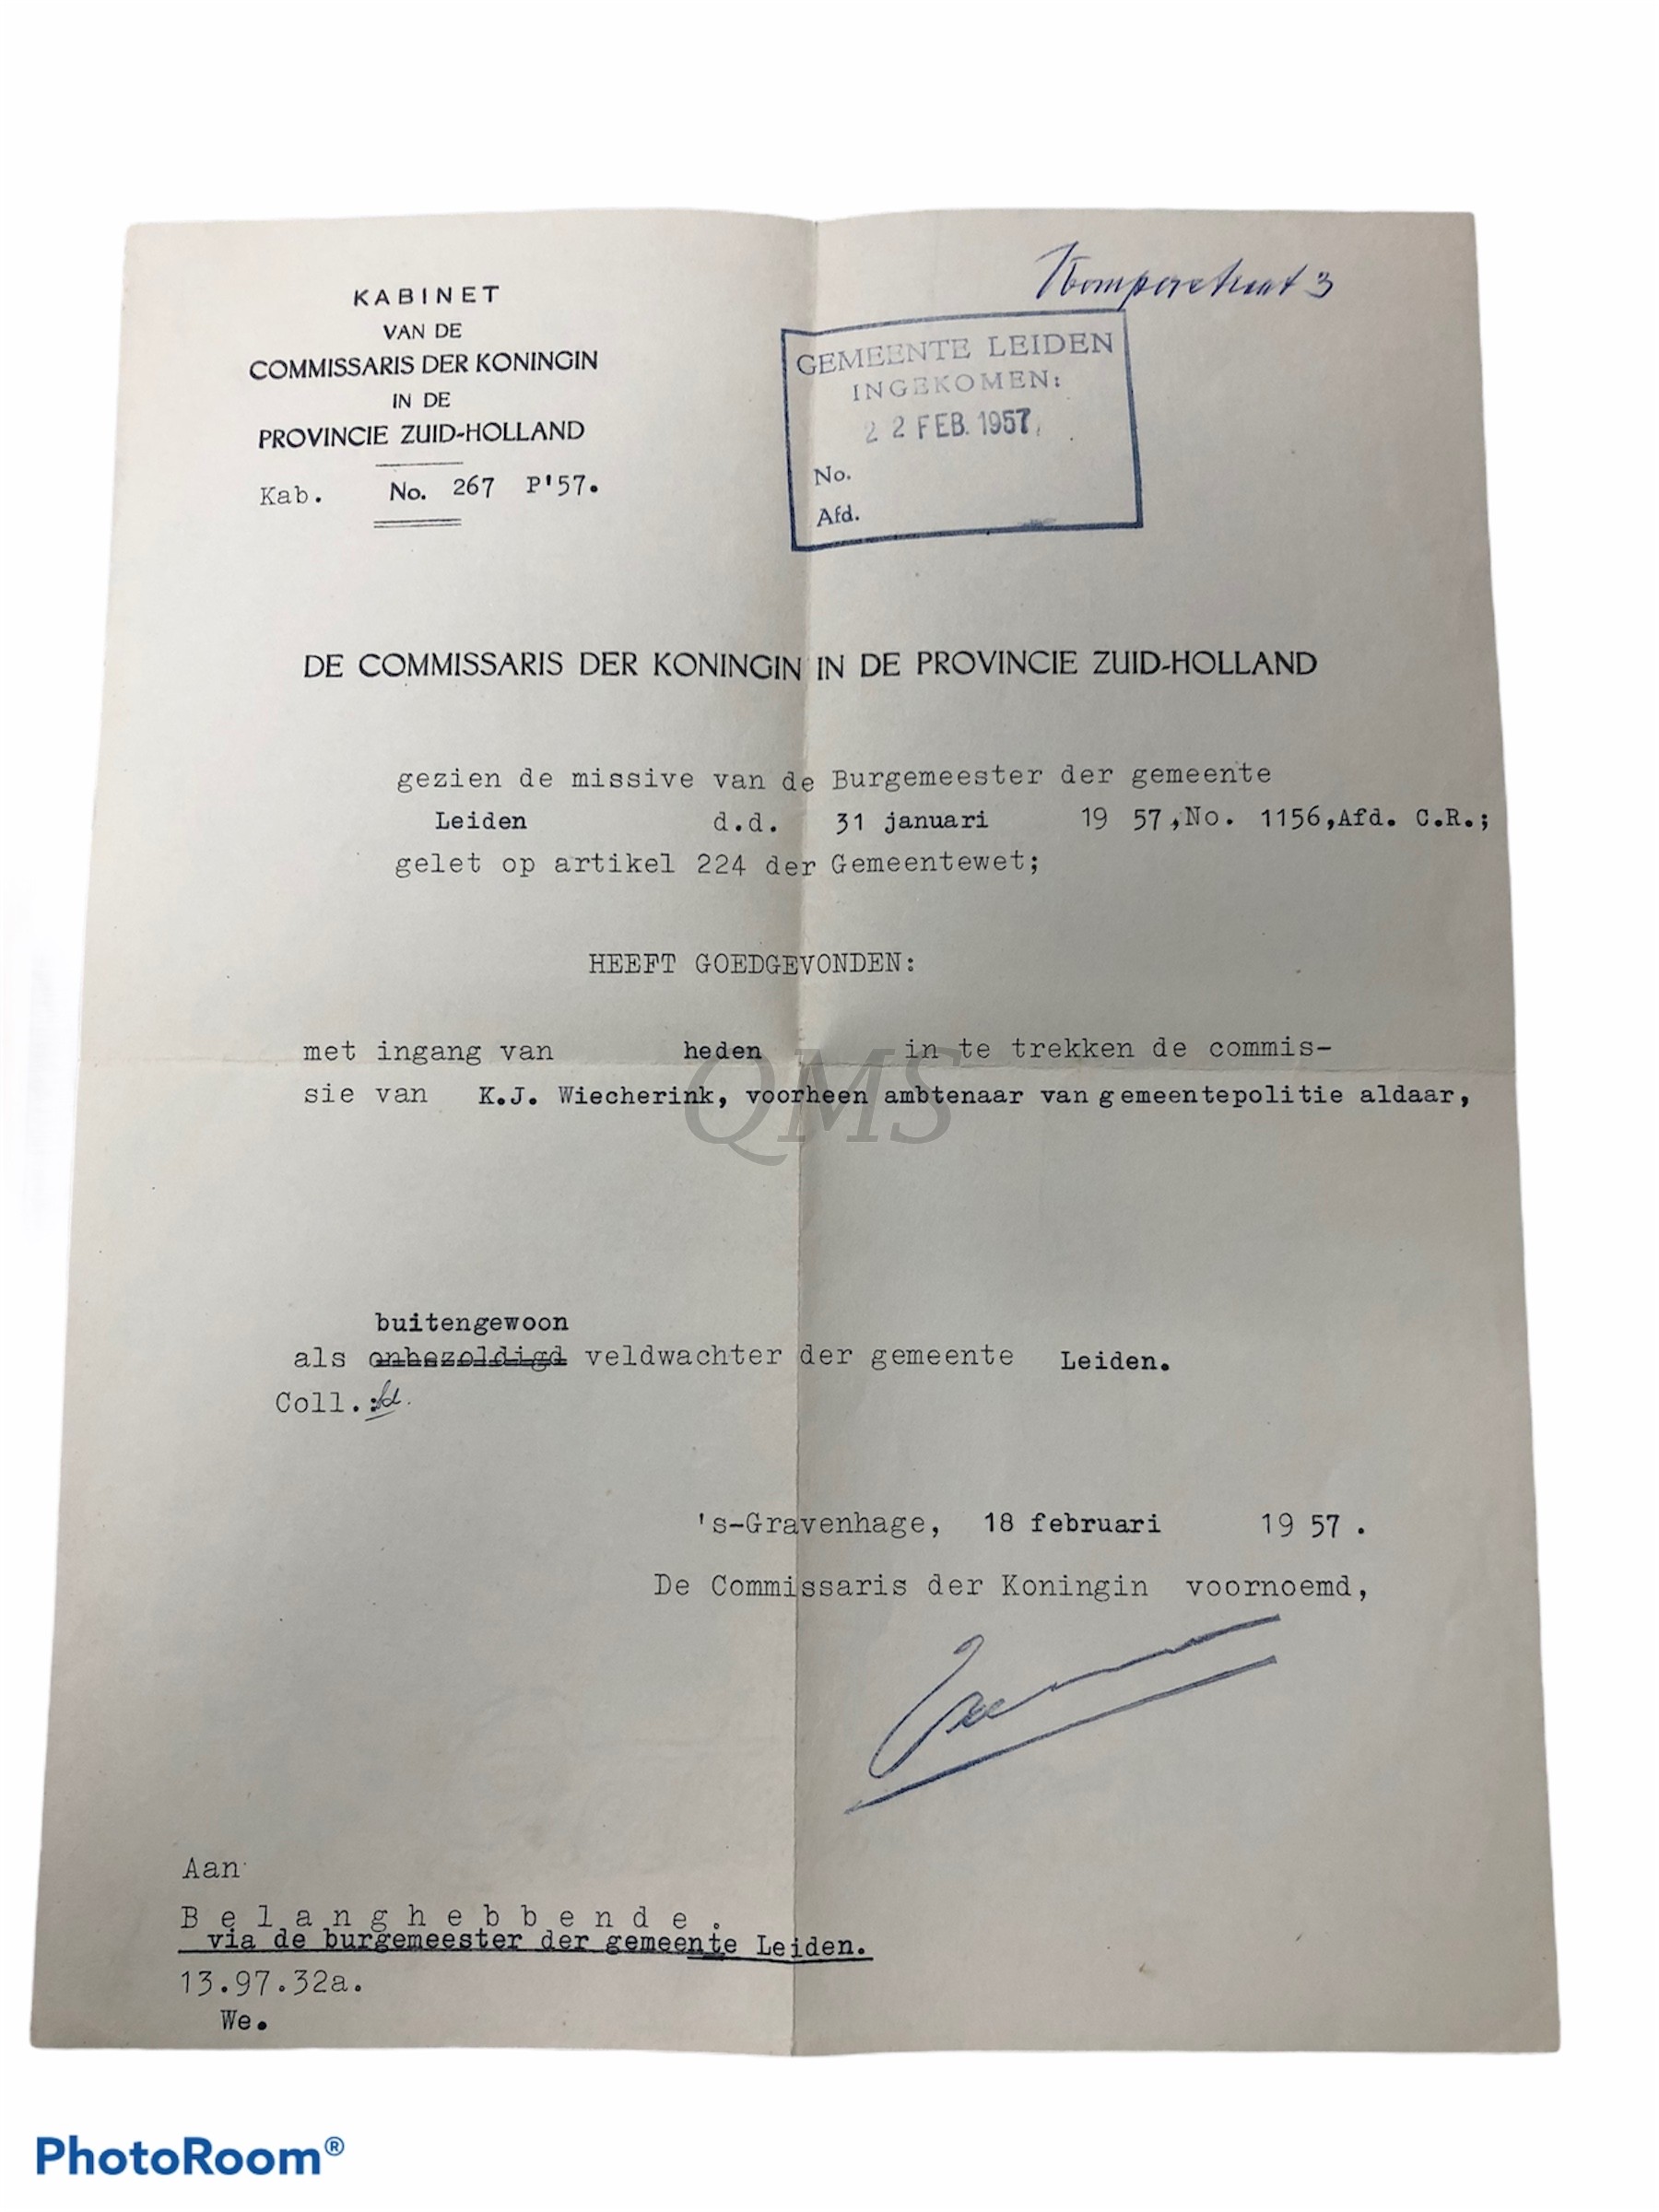 KABINET
VAN DE
COMMISSARIS DER KONINGIN
IN DE
PROVINCIE ZUID-HOLLAND
Kab. No. 267 P'57.
3
GEMEENTE LEIDEN
INGEKOMEN:
22 FEB. 1957
No.
Afd.
DE COMMISSARIS DER KONINGIN IN DE PROVINCIE ZUID-HOLLAND
gezien de missive van de Burgemeester der gemeente
Leiden d.d. 31 januari 19 57,No. 1156,Afd. C.R.;
gelet op artikel 224 der Gemeentewet;
HEEFT GOEDGEVONDEN:
met ingang van heden in te trekken de commis-
sie van K.J. Wiecherink, voorheen ambtenaar van gemeentepolitie aldaar,
QMS
buitengewoon
als onbezoldigd veldwachter der gemeente Leiden.
Coll.:
's-Gravenhage, 18 februari 19 57.
De Commissaris der Koningin voornoemd,
Aan
Belanghebbende.
via de burgemeester der gemeente Leiden.
13.97.32a.
We.
PhotoRoom®